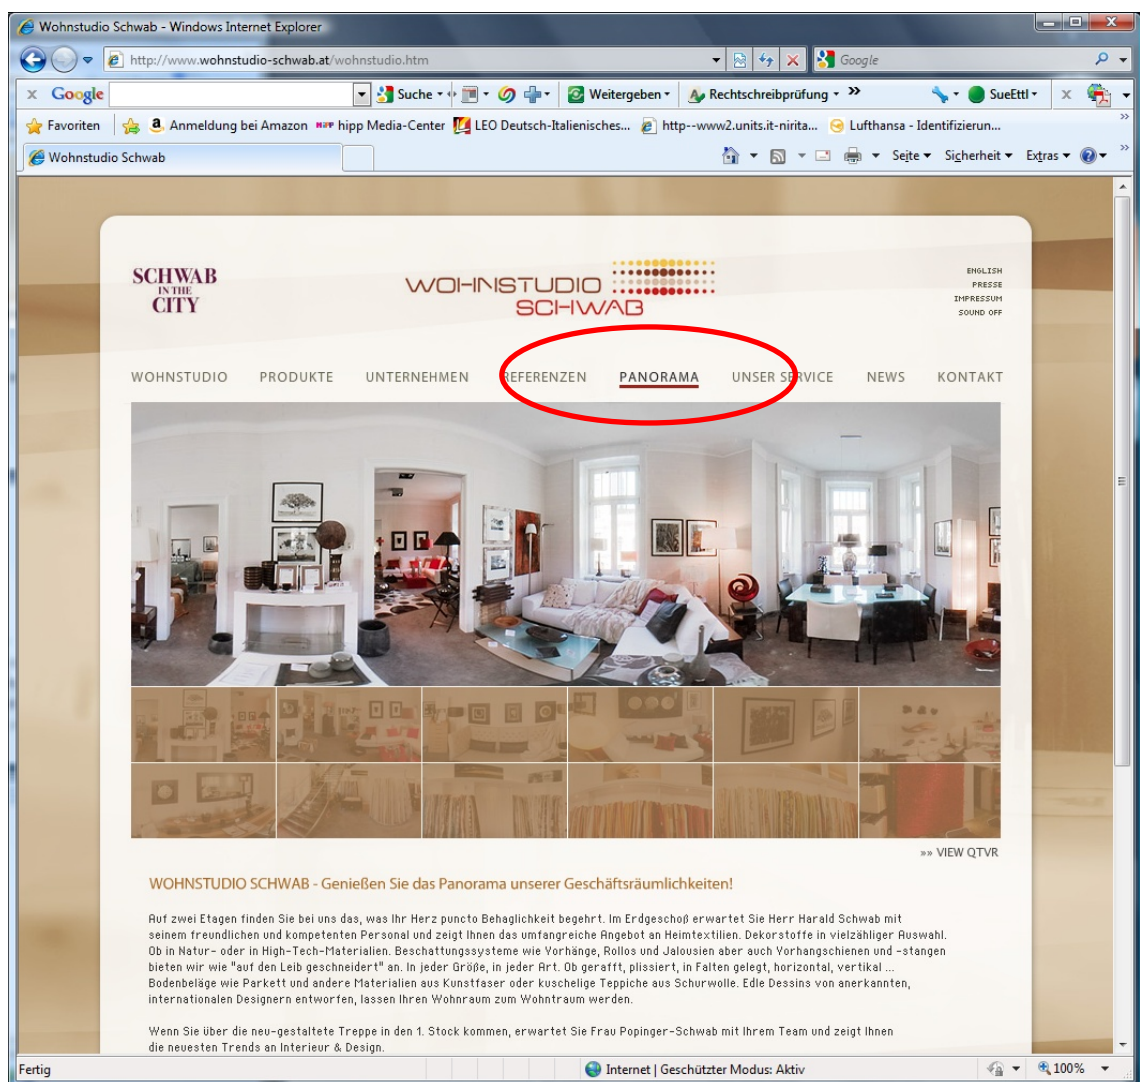 Wohnstudio Schwab - Windows Internet Explorer
http://www.wohnstudio-schwab.at/wohnstudio.htm Google
x Google Suche Weitergeben Rechtschreibprüfung » SueEttl x
Favoriten Anmeldung bei Amazon hipp Media-Center LEO Deutsch-Italienisches... http--www2.units.it-nirita... Lufthansa - Identifizierun... »
Wohnstudio Schwab Seite Sicherheit Extras »
SCHWAB
IN THE
CITY
WOHNSTUDIO
SCHWAB
ENGLISH
PRESSE
IMPRESSUM
SOUND OFF
WOHNSTUDIO PRODUKTE UNTERNEHMEN REFERENZEN PANORAMA UNSER SERVICE NEWS KONTAKT
»» VIEW QTVR
WOHNSTUDIO SCHWAB - Genießen Sie das Panorama unserer Geschäftsräumlichkeiten!
Auf zwei Etagen finden Sie bei uns das, was Ihr Herz puncto Behaglichkeit begehrt. Im Erdgeschoß erwartet Sie Herr Harald Schwab mit
seinem freundlichen und kompetenten Personal und zeigt Ihnen das umfangreiche Angebot an Heimtextilien. Dekorstoffe in vielzähliger Auswahl.
Ob in Natur- oder in High-Tech-Materialien. Beschattungssysteme wie Vorhänge, Rollos und Jalousien aber auch Vorhangschienen und -stangen
bieten wir wie "auf den Leib geschneidert" an. In jeder Größe, in jeder Art. Ob gerafft, plissiert, in Falten gelegt, horizontal, vertikal ...
Bodenbeläge wie Parkett und andere Materialien aus Kunstfaser oder kuschelige Teppiche aus Schurwolle. Edle Dessins von anerkannten,
internationalen Designern entworfen, lassen Ihren Wohnraum zum Wohntraum werden.
Wenn Sie über die neu-gestaltete Treppe in den 1. Stock kommen, erwartet Sie Frau Popinger-Schwab mit Ihrem Team und zeigt Ihnen
die neuesten Trends an Interieur & Design.
Fertig Internet | Geschützter Modus: Aktiv 100%